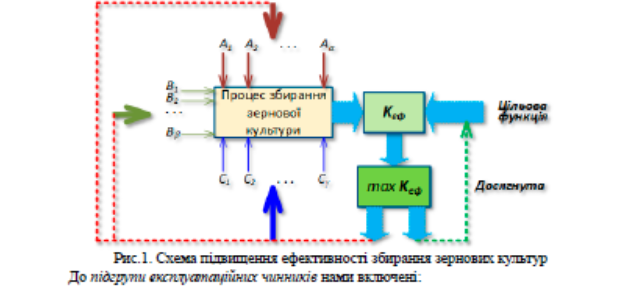 A₁ A₂ . . . Aₐ
B₁
B₂
. . .
Bᵦ
Процес збирання
зернової
культури
Kеф
Цільова
функція
C₁ C₂ . . . Cᵧ
max Kеф
Досягнута
Рис.1. Схема підвищення ефективності збирання зернових культур
До підгрупи експлуатаційних чинників нами включені: